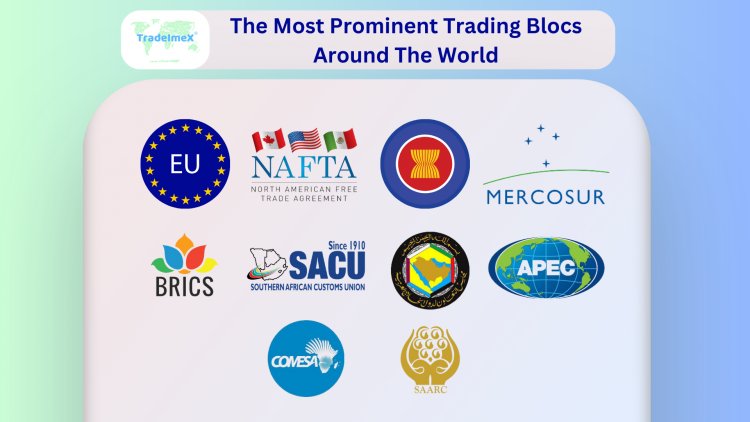 TradeImeX
The Most Prominent Trading Blocs
Around The World
EU
NAFTA
NORTH AMERICAN FREE
TRADE AGREEMENT
MERCOSUR
BRICS
Since 1910
SACU
SOUTHERN AFRICAN CUSTOMS UNION
APEC
COMESA
SAARC